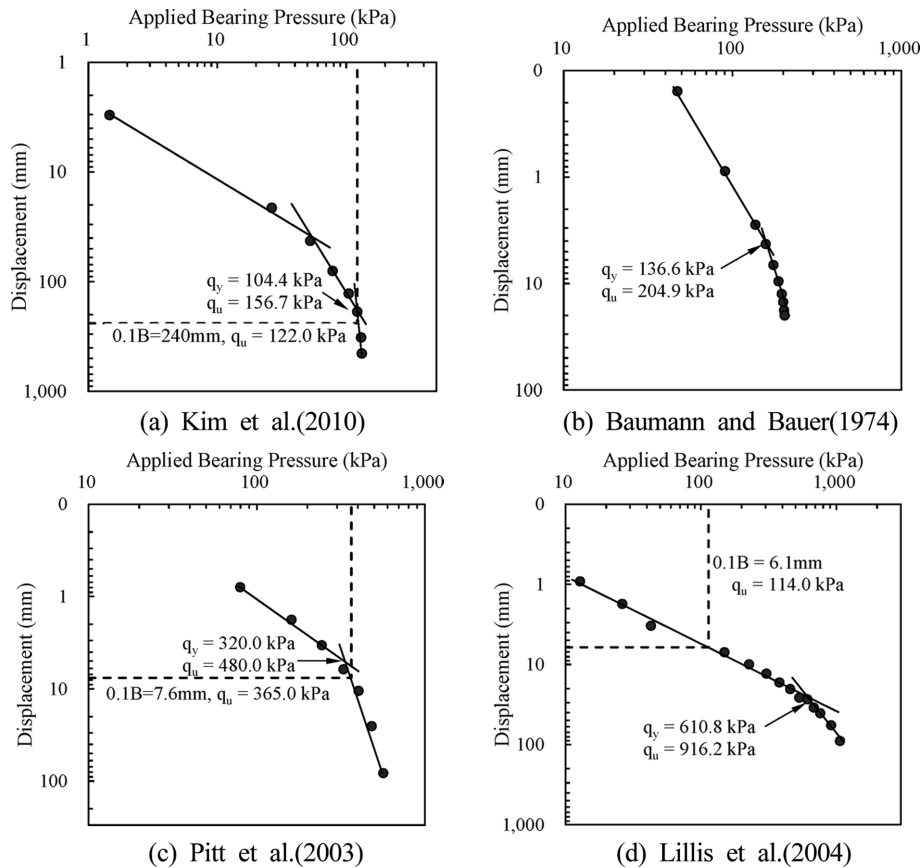 Applied Bearing Pressure (kPa)
1 10 100
Displacement (mm)
1
10
100
1,000
q_y = 104.4 kPa
q_u = 156.7 kPa
0.1B=240mm, q_u = 122.0 kPa
(a) Kim et al.(2010)
Applied Bearing Pressure (kPa)
10 100 1,000
Displacement (mm)
0
1
10
100
q_y = 136.6 kPa
q_u = 204.9 kPa
(b) Baumann and Bauer(1974)
Applied Bearing Pressure (kPa)
10 100 1,000
Displacement (mm)
0
1
10
100
q_y = 320.0 kPa
q_u = 480.0 kPa
0.1B=7.6mm, q_u = 365.0 kPa
(c) Pitt et al.(2003)
Applied Bearing Pressure (kPa)
10 100 1,000
Displacement (mm)
0
1
10
100
1,000
0.1B = 6.1mm
q_u = 114.0 kPa
q_y = 610.8 kPa
q_u = 916.2 kPa
(d) Lillis et al.(2004)